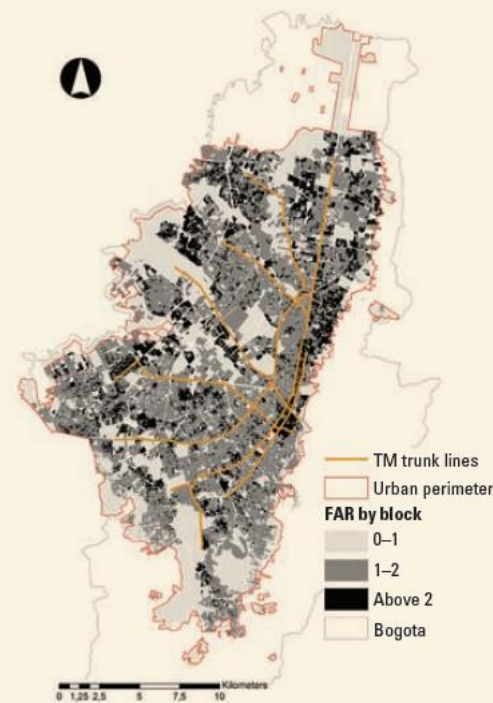 TM trunk lines
Urban perimeter
FAR by block
0–1
1–2
Above 2
Bogota
Kilometers
0 1,25 2,5 5 7,5 10